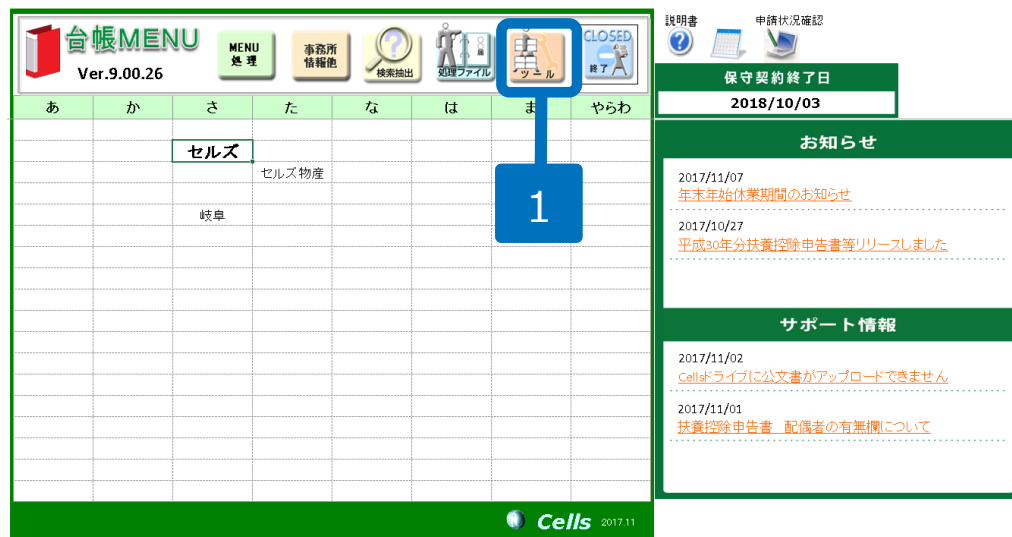 台帳MENU
Ver.9.00.26
MENU
処理
事務所
情報他
検索抽出
処理ファイル
ツール
CLOSED
終了
説明書
申請状況確認
保守契約終了日
2018/10/03
あ か さ た な は ま やらわ
1
セルズ
セルズ物産
岐阜
お知らせ
2017/11/07
年末年始休業期間のお知らせ
2017/10/27
平成30年分扶養控除申告書等リリースしました
サポート情報
2017/11/02
Cellsドライブに公文書がアップロードできません
2017/11/01
扶養控除申告書 配偶者の有無欄について
Cells 2017.11